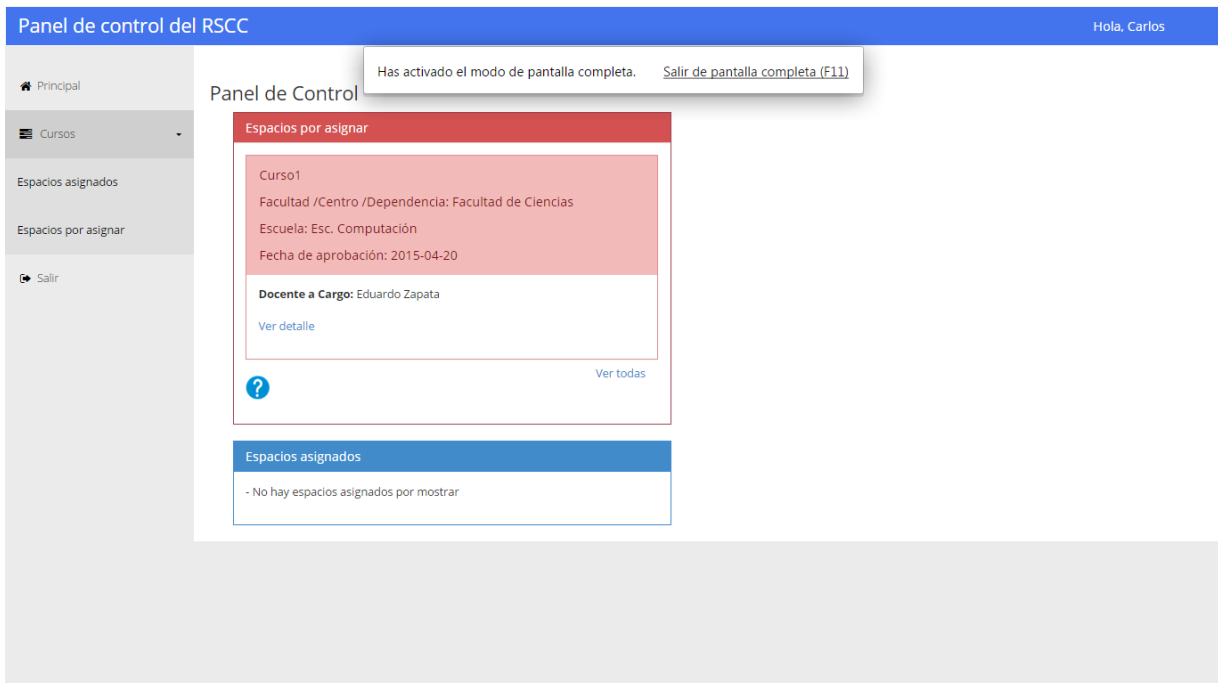 Panel de control del RSCC
Hola, Carlos
Has activado el modo de pantalla completa. Salir de pantalla completa (F11)
Principal
Cursos
Espacios asignados
Espacios por asignar
Salir
Panel de Control
Espacios por asignar
Curso1
Facultad /Centro /Dependencia: Facultad de Ciencias
Escuela: Esc. Computación
Fecha de aprobación: 2015-04-20
Docente a Cargo: Eduardo Zapata
Ver detalle
Ver todas
?
Espacios asignados
- No hay espacios asignados por mostrar